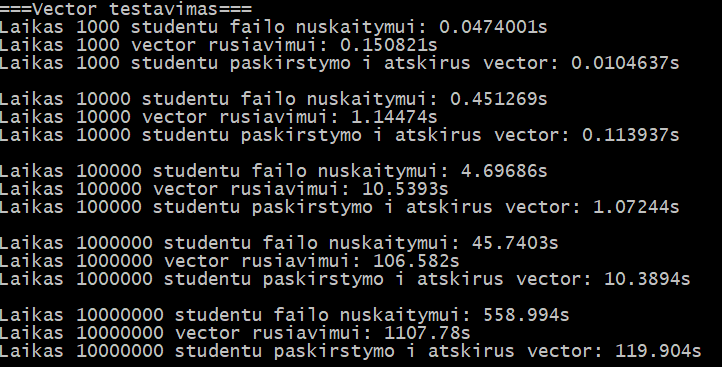 ===Vector testavimas===
Laikas 1000 studentu failo nuskaitymui: 0.0474001s
Laikas 1000 vector rusiavimui: 0.150821s
Laikas 1000 studentu paskirstymo i atskirus vector: 0.0104637s
Laikas 10000 studentu failo nuskaitymui: 0.451269s
Laikas 10000 vector rusiavimui: 1.14474s
Laikas 10000 studentu paskirstymo i atskirus vector: 0.113937s
Laikas 100000 studentu failo nuskaitymui: 4.69686s
Laikas 100000 vector rusiavimui: 10.5393s
Laikas 100000 studentu paskirstymo i atskirus vector: 1.07244s
Laikas 1000000 studentu failo nuskaitymui: 45.7403s
Laikas 1000000 vector rusiavimui: 106.582s
Laikas 1000000 studentu paskirstymo i atskirus vector: 10.3894s
Laikas 10000000 studentu failo nuskaitymui: 558.994s
Laikas 10000000 vector rusiavimui: 1107.78s
Laikas 10000000 studentu paskirstymo i atskirus vector: 119.904s